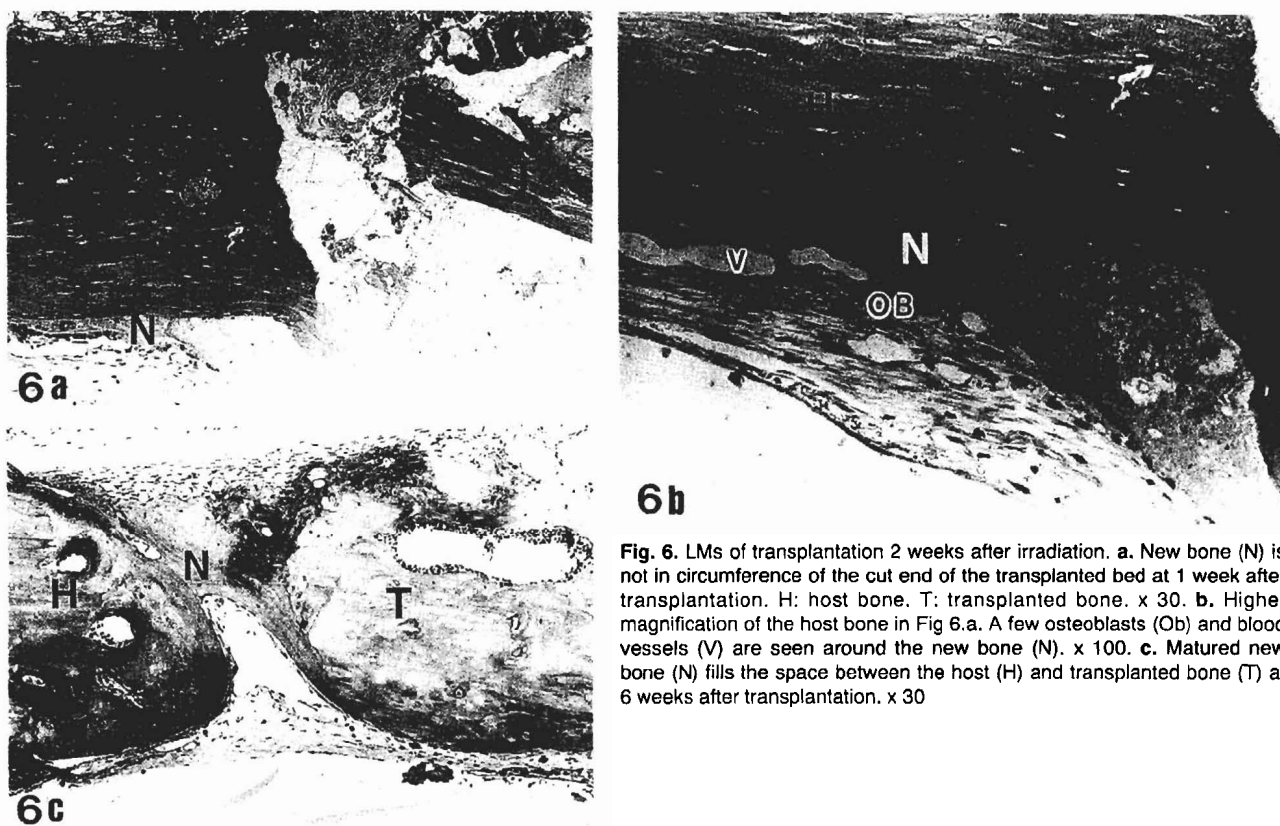 N
6a
H
V
N
OB
6b
H
N
T
6c
Fig. 6. LMs of transplantation 2 weeks after irradiation. a. New bone (N) is
not in circumference of the cut end of the transplanted bed at 1 week after
transplantation. H: host bone. T: transplanted bone. x 30. b. Higher
magnification of the host bone in Fig 6.a. A few osteoblasts (Ob) and blood
vessels (V) are seen around the new bone (N). x 100. c. Matured new
bone (N) fills the space between the host (H) and transplanted bone (T) a
6 weeks after transplantation. x 30